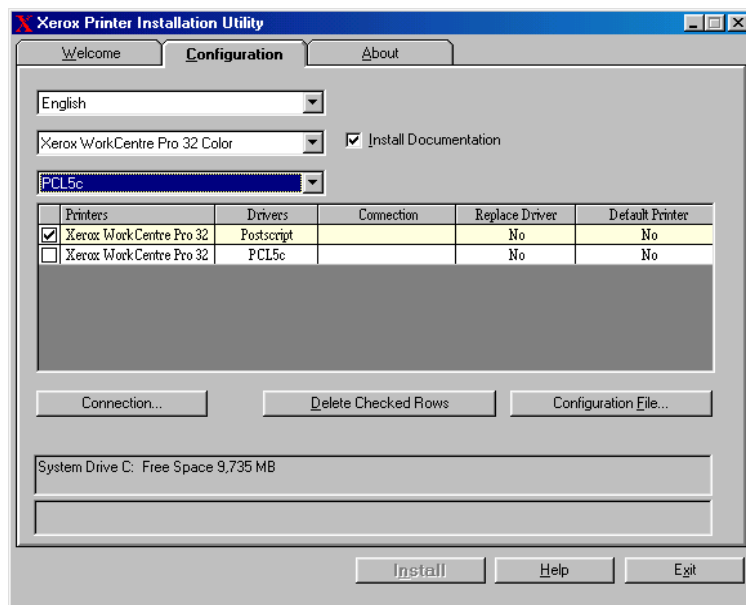 Xerox Printer Installation Utility
Welcome Configuration About
English
Xerox WorkCentre Pro 32 Color Install Documentation
PCL5c
Printers Drivers Connection Replace Driver Default Printer
Xerox WorkCentre Pro 32 Postscript No No
Xerox WorkCentre Pro 32 PCL5c No No
Connection... Delete Checked Rows Configuration File...
System Drive C: Free Space 9,735 MB
Install Help Exit